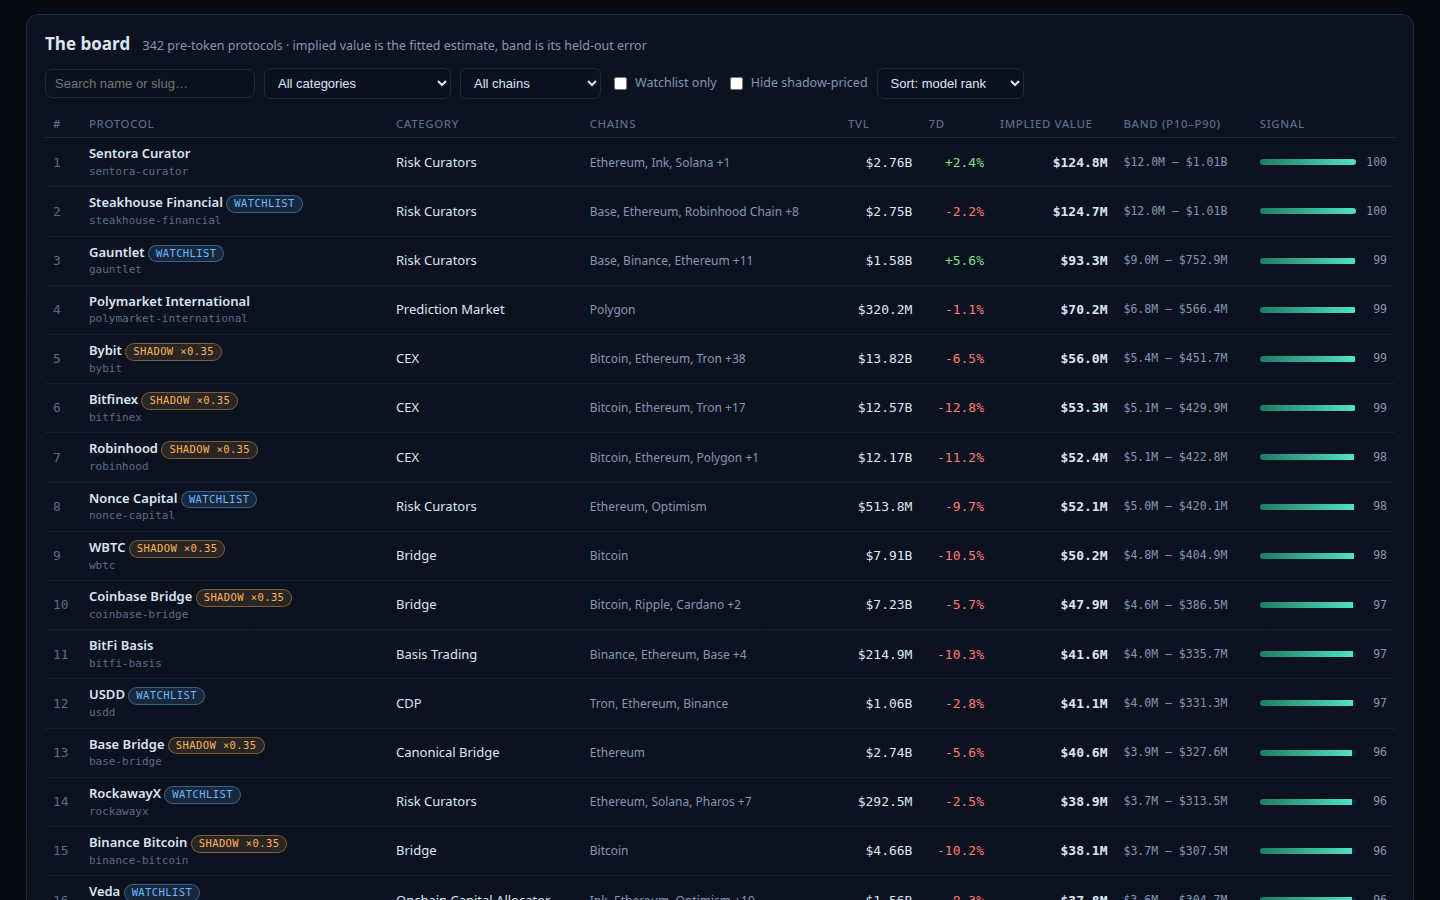 The board 342 pre-token protocols · implied value is the fitted estimate, band is its held-out error
Search name or slug… All categories All chains Watchlist only Hide shadow-priced Sort: model rank
# PROTOCOL CATEGORY CHAINS TVL 7D IMPLIED VALUE BAND (P10–P90) SIGNAL
1 Sentora Curator Risk Curators Ethereum, Ink, Solana +1 $2.76B +2.4% $124.8M $12.0M — $1.01B 100
sentora-curator
2 Steakhouse Financial WATCHLIST Risk Curators Base, Ethereum, Robinhood Chain +8 $2.75B -2.2% $124.7M $12.0M — $1.01B 100
steakhouse-financial
3 Gauntlet WATCHLIST Risk Curators Base, Binance, Ethereum +11 $1.58B +5.6% $93.3M $9.0M — $752.9M 99
gauntlet
4 Polymarket International Prediction Market Polygon $320.2M -1.1% $70.2M $6.8M — $566.4M 99
polymarket-international
5 Bybit SHADOW ×0.35 CEX Bitcoin, Ethereum, Tron +38 $13.82B -6.5% $56.0M $5.4M — $451.7M 99
bybit
6 Bitfinex SHADOW ×0.35 CEX Bitcoin, Ethereum, Tron +17 $12.57B -12.8% $53.3M $5.1M — $429.9M 99
bitfinex
7 Robinhood SHADOW ×0.35 CEX Bitcoin, Ethereum, Polygon +1 $12.17B -11.2% $52.4M $5.1M — $422.8M 98
robinhood
8 Nonce Capital WATCHLIST Risk Curators Ethereum, Optimism $513.8M -9.7% $52.1M $5.0M — $420.1M 98
nonce-capital
9 WBTC SHADOW ×0.35 Bridge Bitcoin $7.91B -10.5% $50.2M $4.8M — $404.9M 98
wbtc
10 Coinbase Bridge SHADOW ×0.35 Bridge Bitcoin, Ripple, Cardano +2 $7.23B -5.7% $47.9M $4.6M — $386.5M 97
coinbase-bridge
11 BitFi Basis Basis Trading Binance, Ethereum, Base +4 $214.9M -10.3% $41.6M $4.0M — $335.7M 97
bitfi-basis
12 USDD WATCHLIST CDP Tron, Ethereum, Binance $1.06B -2.8% $41.1M $4.0M — $331.3M 97
usdd
13 Base Bridge SHADOW ×0.35 Canonical Bridge Ethereum $2.74B -5.6% $40.6M $3.9M — $327.6M 96
base-bridge
14 RockawayX WATCHLIST Risk Curators Ethereum, Solana, Pharos +7 $292.5M -2.5% $38.9M $3.7M — $313.5M 96
rockawayx
15 Binance Bitcoin SHADOW ×0.35 Bridge Bitcoin $4.66B -10.2% $38.1M $3.7M — $307.5M 96
binance-bitcoin
16 Veda WATCHLIST Onchain Capital Allocator Ink, Ethereum, Optimism +10 $1.56B -8.3% $37.8M $3.6M — $304.7M 96